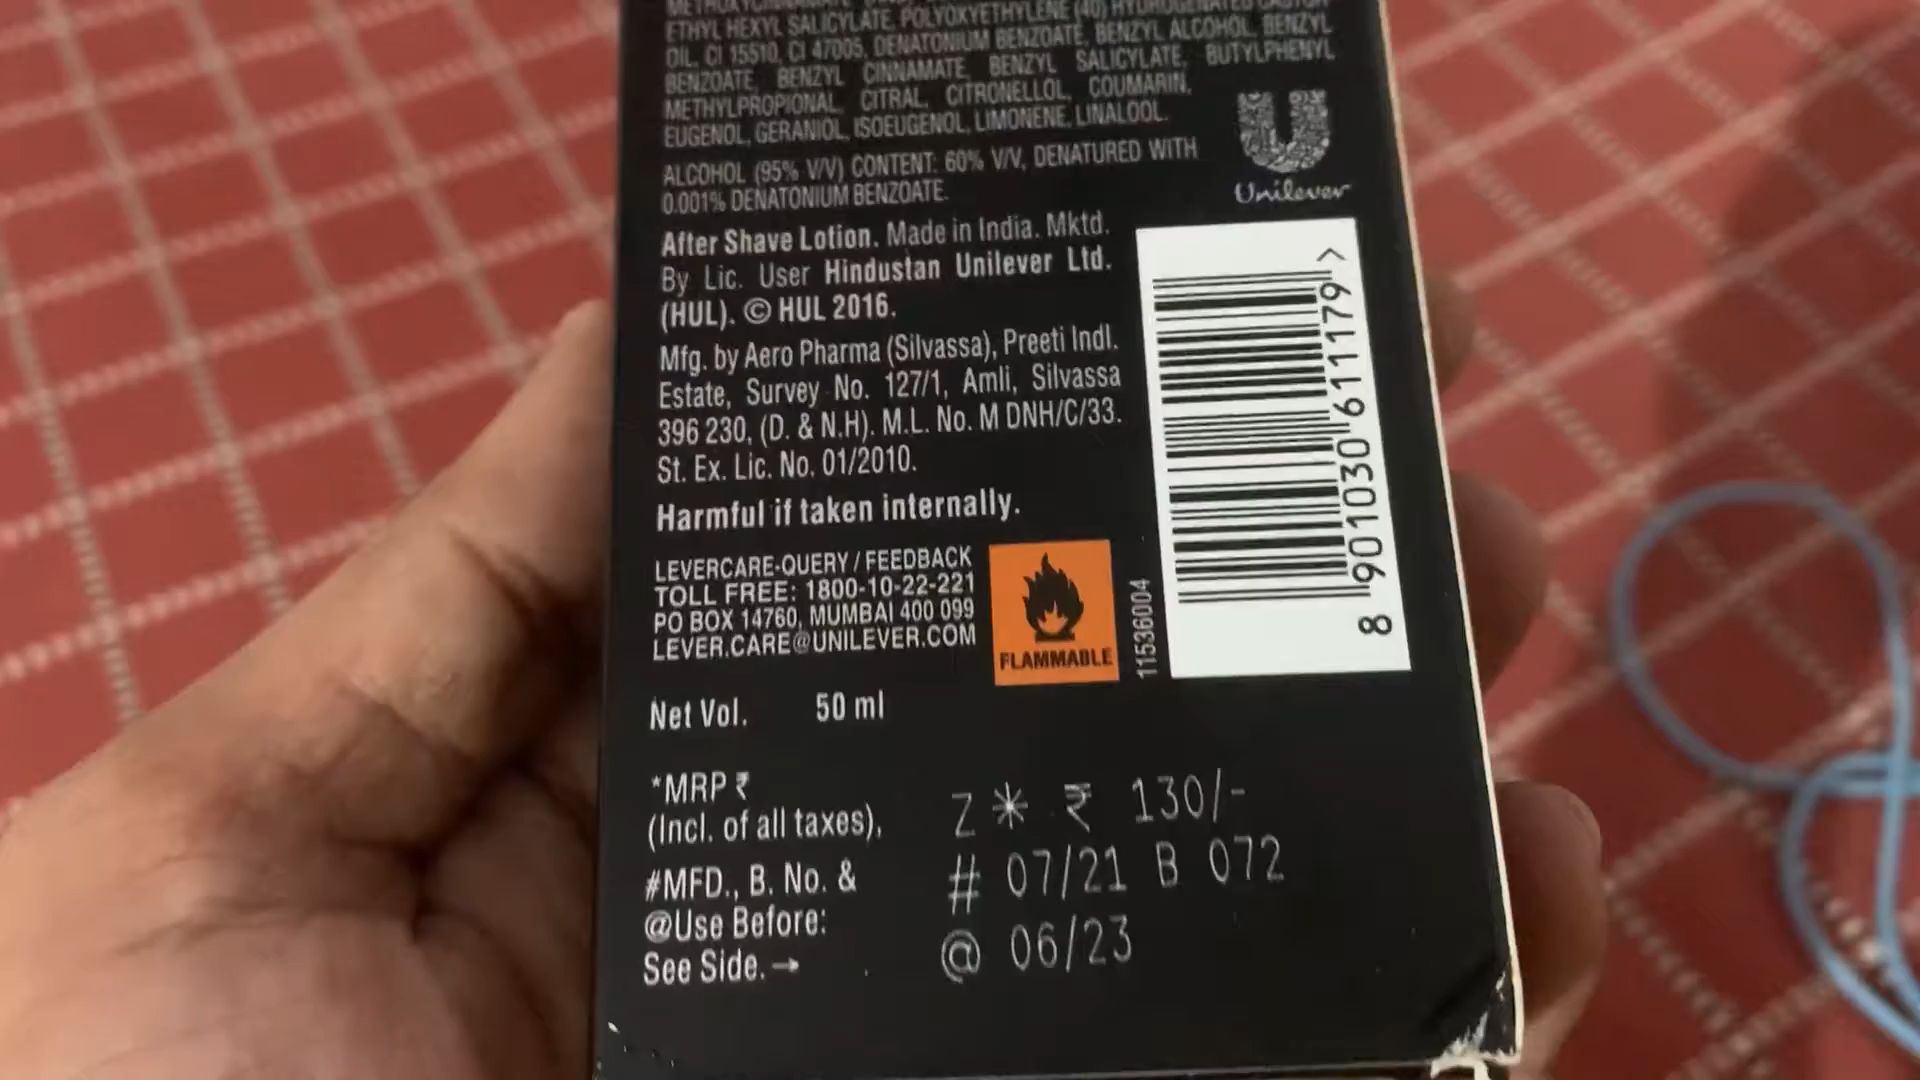 ETHYL HEXYL SALICYLATE, POLYOXYETHYLENE (40) HYDROGENATED CASTOR
OIL, CI 15510, CI 47005, DENATONIUM BENZOATE, BENZYL ALCOHOL, BENZYL
BENZOATE, BENZYL CINNAMATE, BENZYL SALICYLATE, BUTYLPHENYL
METHYLPROPIONAL, CITRAL, CITRONELLOL, COUMARIN,
EUGENOL, GERANIOL, ISOEUGENOL, LIMONENE, LINALOOL.
ALCOHOL (95% V/V) CONTENT: 60% V/V, DENATURED WITH
0.001% DENATONIUM BENZOATE.
Unilever
After Shave Lotion. Made in India. Mktd.
By Lic. User Hindustan Unilever Ltd.
(HUL). © HUL 2016.
Mfg. by Aero Pharma (Silvassa), Preeti Indl.
Estate, Survey No. 127/1, Amli, Silvassa
396 230, (D. & N.H). M.L. No. M DNH/C/33.
St. Ex. Lic. No. 01/2010.
Harmful if taken internally.
LEVERCARE-QUERY / FEEDBACK
TOLL FREE: 1800-10-22-221
PO BOX 14760, MUMBAI 400 099
LEVER.CARE@UNILEVER.COM
FLAMMABLE
11536004
8 901030 611179 >
Net Vol. 50 ml
*MRP ₹
(Incl. of all taxes),
#MFD., B. No. &
@Use Before:
See Side.→
Z * ₹ 130/-
# 07/21 B 072
@ 06/23